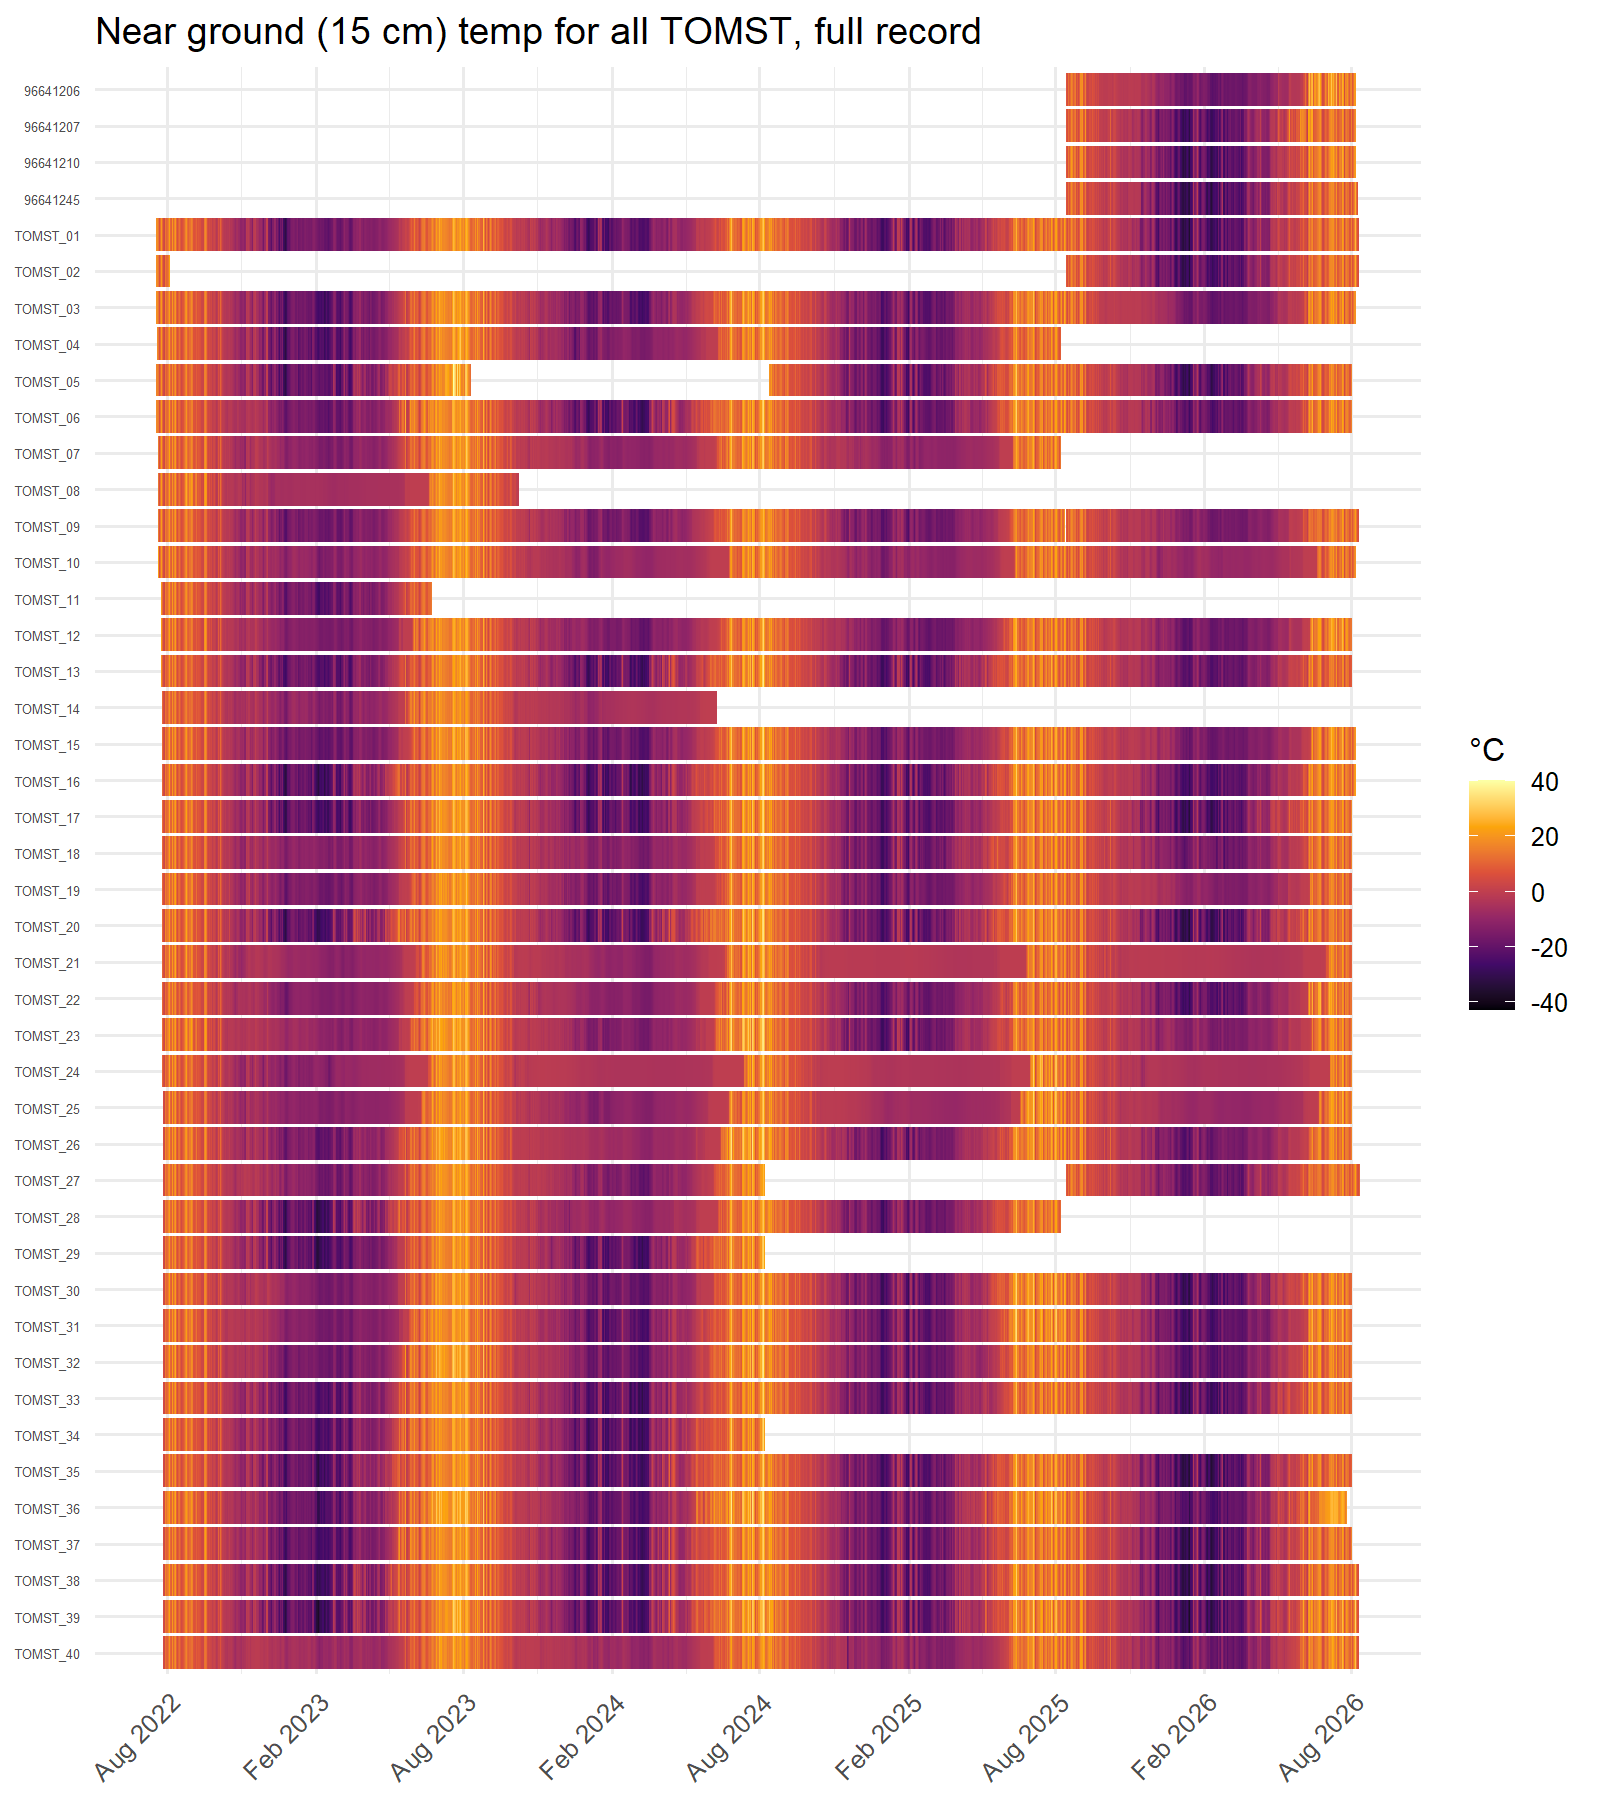 Near ground (15 cm) temp for all TOMST, full record
96641206
96641207
96641210
96641245
TOMST_01
TOMST_02
TOMST_03
TOMST_04
TOMST_05
TOMST_06
TOMST_07
TOMST_08
TOMST_09
TOMST_10
TOMST_11
TOMST_12
TOMST_13
TOMST_14
TOMST_15
TOMST_16
TOMST_17
TOMST_18
TOMST_19
TOMST_20
TOMST_21
TOMST_22
TOMST_23
TOMST_24
TOMST_25
TOMST_26
TOMST_27
TOMST_28
TOMST_29
TOMST_30
TOMST_31
TOMST_32
TOMST_33
TOMST_34
TOMST_35
TOMST_36
TOMST_37
TOMST_38
TOMST_39
TOMST_40
Aug 2022
Feb 2023
Aug 2023
Feb 2024
Aug 2024
Feb 2025
Aug 2025
Feb 2026
Aug 2026
°C
40
20
0
-20
-40